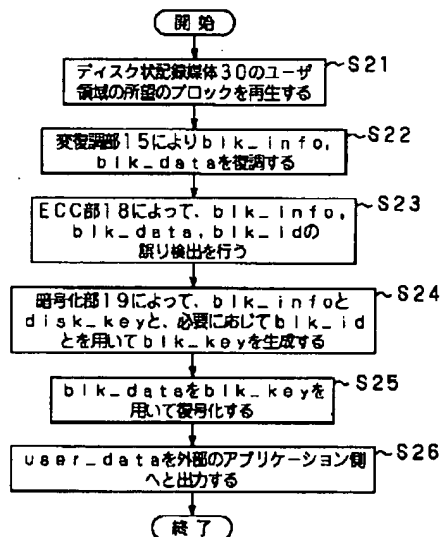 開始
ディスク状記録媒体30のユーザ
領域の所望のブロックを再生する
S21
変復調部15によりblk_info,
blk_dataを復調する
S22
ECC部18によって、blk_info,
blk_data,blk_idの
誤り検出を行う
S23
暗号化部19によって、blk_infoと
disk_keyと、必要に応じてblk_id
とを用いてblk_keyを生成する
S24
blk_dataをblk_keyを
用いて復号化する
S25
user_dataを外部のアプリケーション側
へと出力する
S26
終了